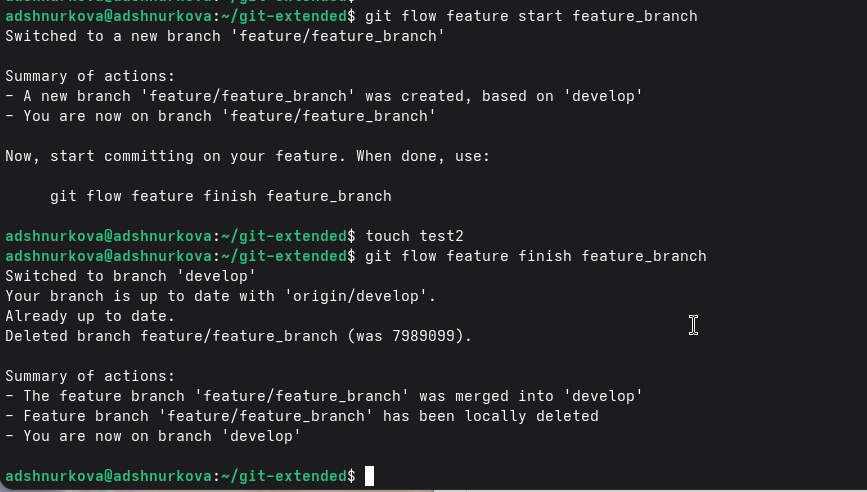 adshnurkova@adshnurkova:~/git-extended$ git flow feature start feature_branch
Switched to a new branch 'feature/feature_branch'
Summary of actions:
- A new branch 'feature/feature_branch' was created, based on 'develop'
- You are now on branch 'feature/feature_branch'
Now, start committing on your feature. When done, use:
git flow feature finish feature_branch
adshnurkova@adshnurkova:~/git-extended$ touch test2
adshnurkova@adshnurkova:~/git-extended$ git flow feature finish feature_branch
Switched to branch 'develop'
Your branch is up to date with 'origin/develop'.
Already up to date.
Deleted branch feature/feature_branch (was 7989099).
Summary of actions:
- The feature branch 'feature/feature_branch' was merged into 'develop'
- Feature branch 'feature/feature_branch' has been locally deleted
- You are now on branch 'develop'
adshnurkova@adshnurkova:~/git-extended$